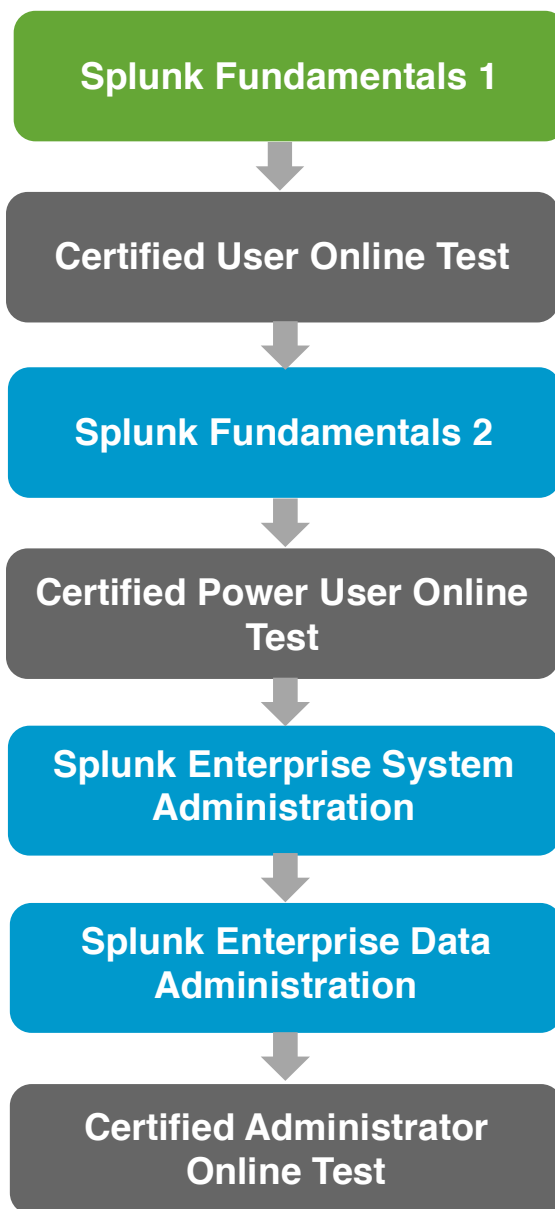 Splunk Fundamentals 1
Certified User Online Test
Splunk Fundamentals 2
Certified Power User Online
Test
Splunk Enterprise System
Administration
Splunk Enterprise Data
Administration
Certified Administrator
Online Test